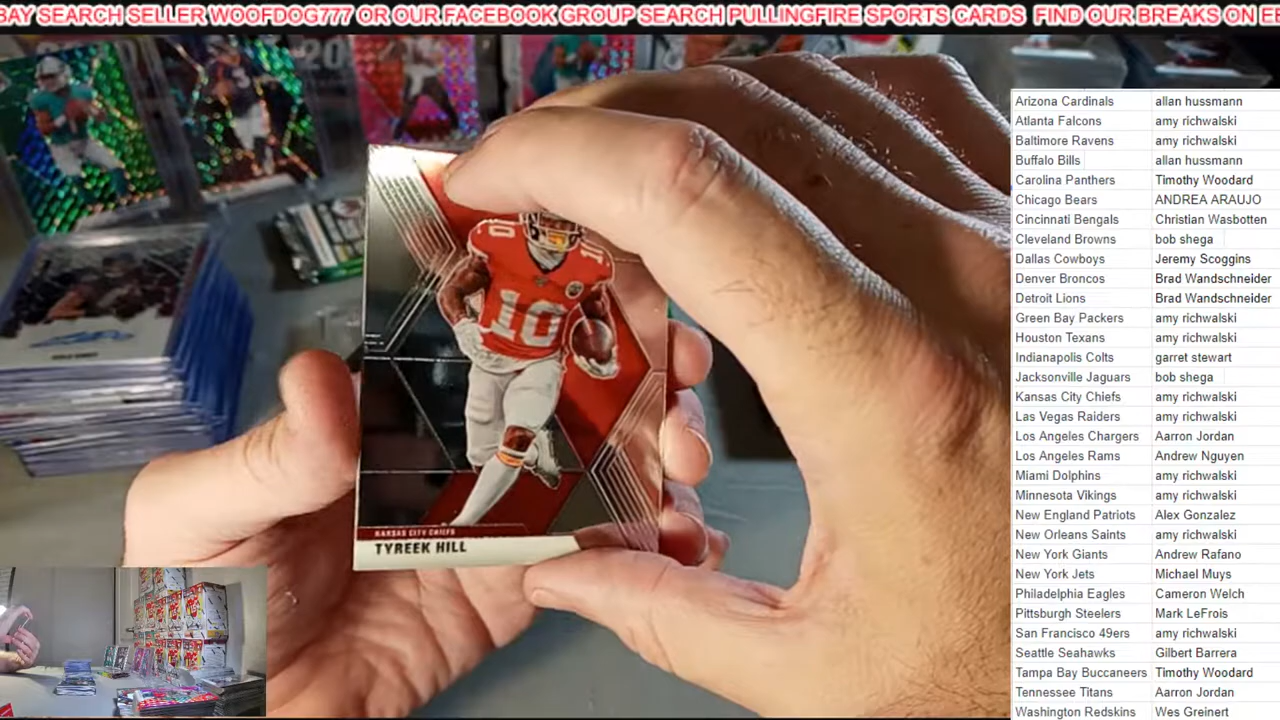 BAY SEARCH SELLER WOOFDOG777 OR OUR FACEBOOK GROUP SEARCH PULLINGFIRE SPORTS CARDS FIND OUR BREAKS ON
Arizona Cardinals allan hussmann
Atlanta Falcons amy richwalski
Baltimore Ravens amy richwalski
Buffalo Bills allan hussmann
Carolina Panthers Timothy Woodard
Chicago Bears ANDREA ARAUJO
Cincinnati Bengals Christian Wasbotten
Cleveland Browns bob shega
Dallas Cowboys Jeremy Scoggins
Denver Broncos Brad Wandschneider
Detroit Lions Brad Wandschneider
Green Bay Packers amy richwalski
Houston Texans amy richwalski
Indianapolis Colts garret stewart
Jacksonville Jaguars bob shega
Kansas City Chiefs amy richwalski
Las Vegas Raiders amy richwalski
Los Angeles Chargers Aarron Jordan
Los Angeles Rams Andrew Nguyen
Miami Dolphins amy richwalski
Minnesota Vikings amy richwalski
New England Patriots Alex Gonzalez
New Orleans Saints amy richwalski
New York Giants Andrew Rafano
New York Jets Michael Muys
Philadelphia Eagles Cameron Welch
Pittsburgh Steelers Mark LeFrois
San Francisco 49ers amy richwalski
Seattle Seahawks Gilbert Barrera
Tampa Bay Buccaneers Timothy Woodard
Tennessee Titans Aarron Jordan
Washington Redskins Wes Greinert
10
10
10
KANSAS CITY CHIEFS
TYREEK HILL